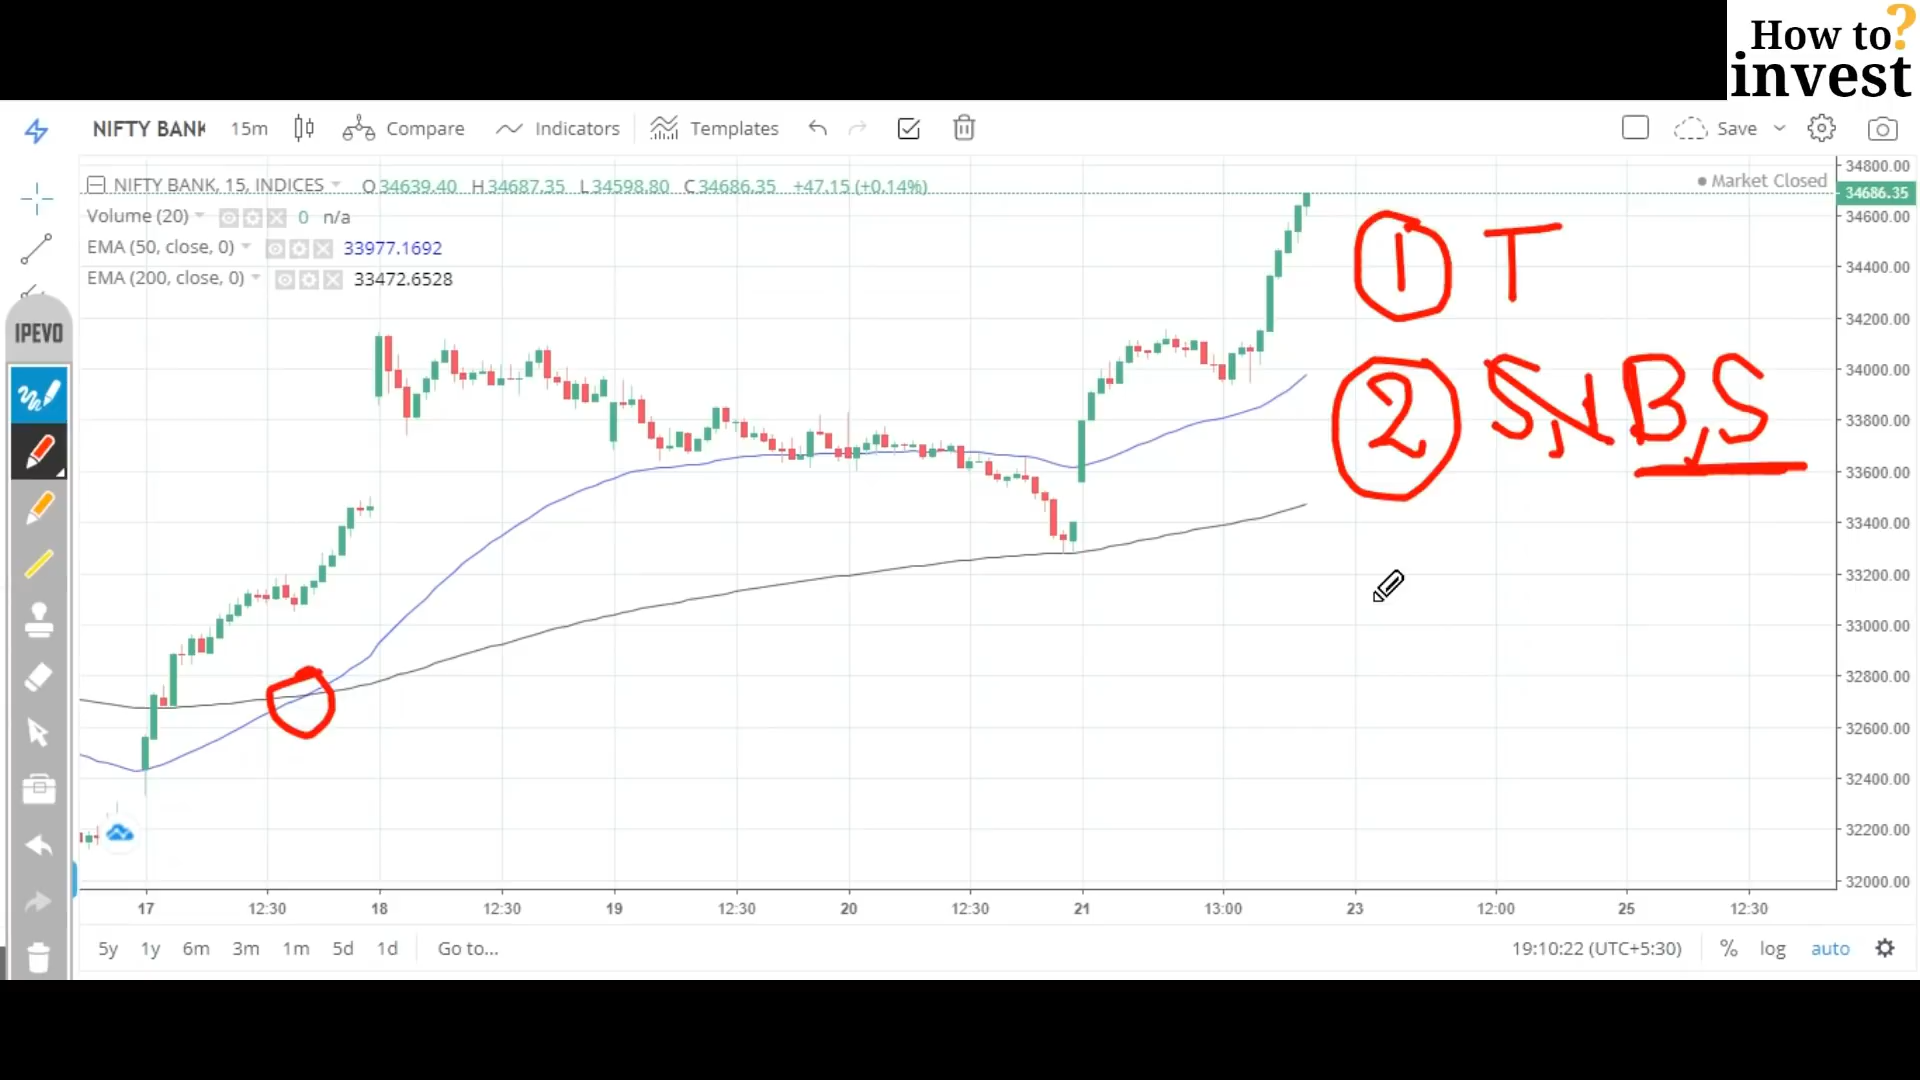 How to?
invest
NIFTY BANK 15m Compare Indicators Templates Save
NIFTY BANK, 15, INDICES O34639.40 H34687.35 L34598.80 C34686.35 +47.15 (+0.14%)
Market Closed
Volume (20) 0 n/a
EMA (50, close, 0) 33977.1692
EMA (200, close, 0) 33472.6528
IPEVO
1 T
2 S, N B, S
34800.00
34686.35
34600.00
34400.00
34200.00
34000.00
33800.00
33600.00
33400.00
33200.00
33000.00
32800.00
32600.00
32400.00
32200.00
32000.00
17 12:30 18 12:30 19 12:30 20 12:30 21 13:00 23 12:00 25 12:30
5y 1y 6m 3m 1m 5d 1d Go to... 19:10:22 (UTC+5:30) % log auto